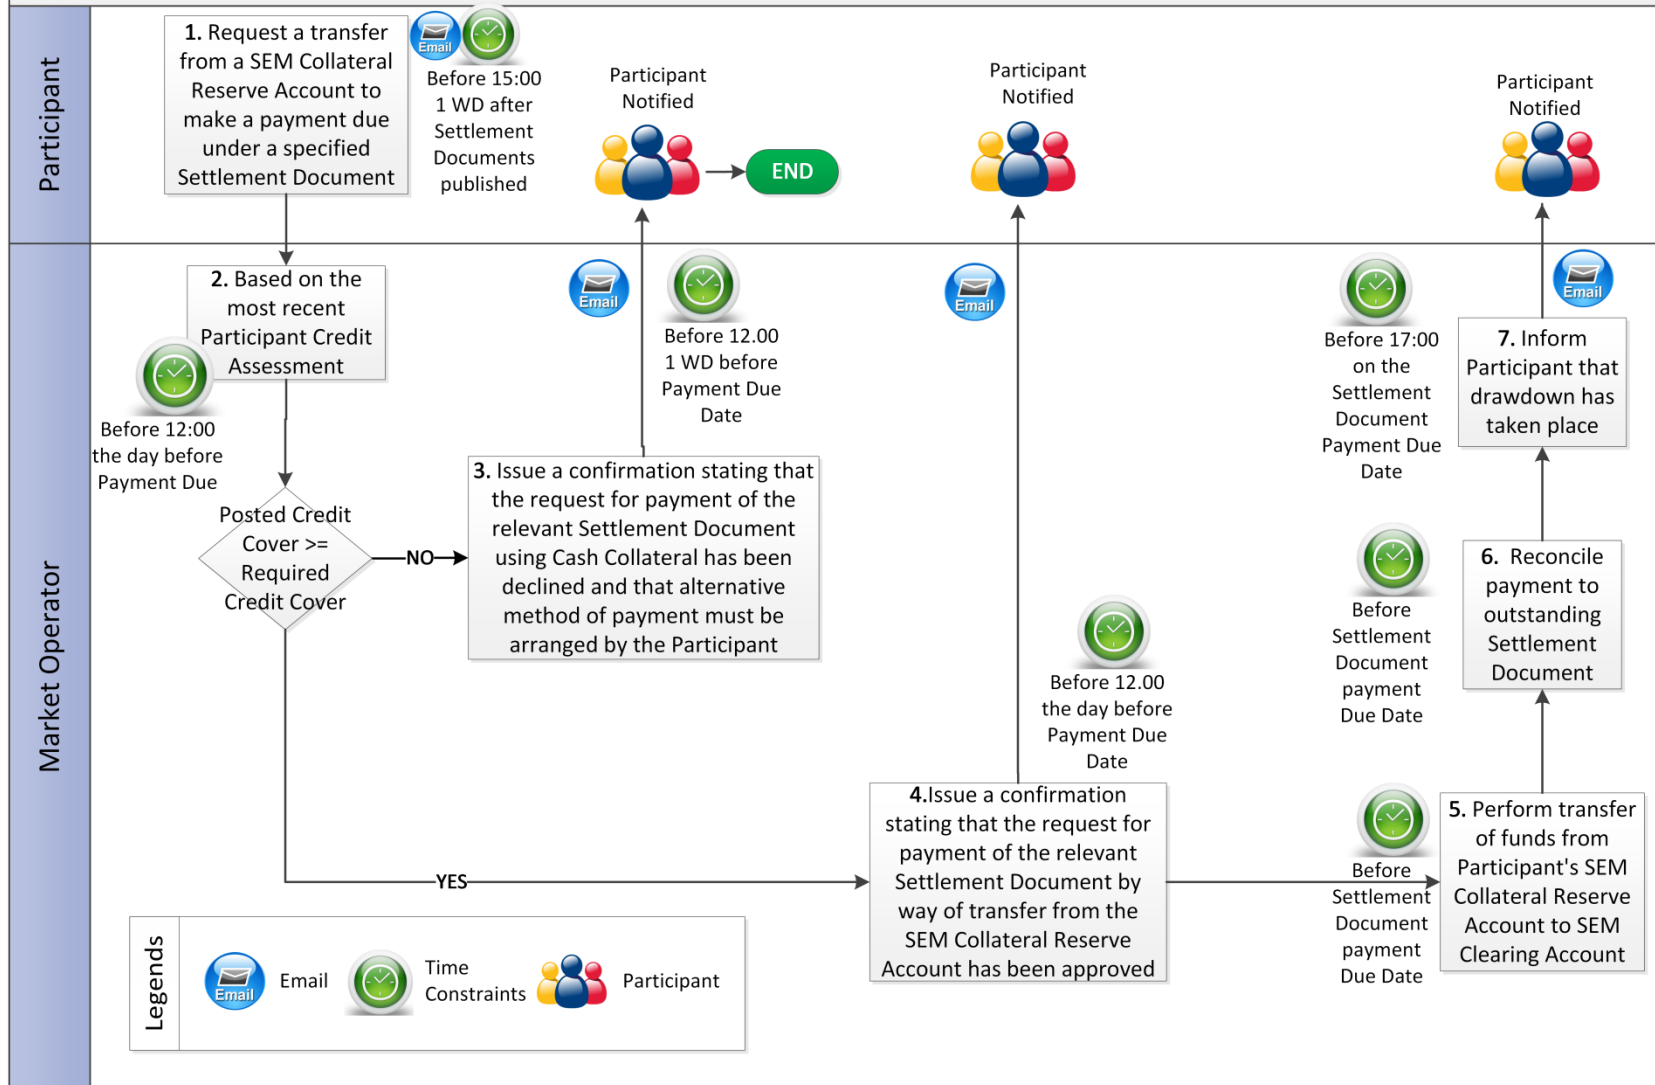 Participant
1. Request a transfer
from a SEM Collateral
Reserve Account to
make a payment due
under a specified
Settlement Document
Email
Before 15:00
1 WD after
Settlement
Documents
published
Participant
Notified
END
Participant
Notified
Participant
Notified
Market Operator
2. Based on the
most recent
Participant Credit
Assessment
Before 12:00
the day before
Payment Due
Posted Credit
Cover >=
Required
Credit Cover
NO
YES
Email
Before 12.00
1 WD before
Payment Due
Date
3. Issue a confirmation stating that
the request for payment of the
relevant Settlement Document
using Cash Collateral has been
declined and that alternative
method of payment must be
arranged by the Participant
Email
Before 12.00
the day before
Payment Due
Date
4.Issue a confirmation
stating that the request for
payment of the relevant
Settlement Document by
way of transfer from the
SEM Collateral Reserve
Account has been approved
Before
Settlement
Document
payment
Due Date
5. Perform transfer
of funds from
Participant's SEM
Collateral Reserve
Account to SEM
Clearing Account
Before
Settlement
Document
payment
Due Date
6. Reconcile
payment to
outstanding
Settlement
Document
Before 17:00
on the
Settlement
Document
Payment Due
Date
Email
7. Inform
Participant that
drawdown has
taken place
Legends
Email
Email
Time
Constraints
Participant